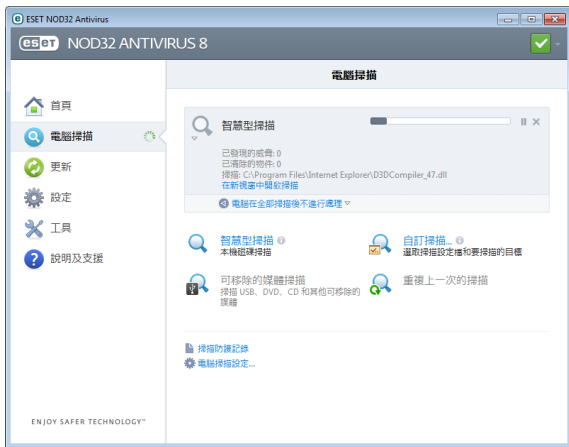 ESET NOD32 Antivirus
eset NOD32 ANTIVIRUS 8
電腦掃描
首頁
電腦掃描
更新
設定
工具
說明及支援
智慧型掃描
已發現的威脅: 0
已清除的物件: 0
掃描: C:\Program Files\Internet Explorer\D3DCompiler_47.dll
在新視窗中開啟掃描
電腦在全部掃描後不進行處理
智慧型掃描
本機磁碟掃描
自訂掃描...
選取掃描設定檔和要掃描的目標
可移除的媒體掃描
掃描 USB、DVD、CD 和其他可移除的
媒體
重複上一次的掃描
掃描防護記錄
電腦掃描設定...
ENJOY SAFER TECHNOLOGY™